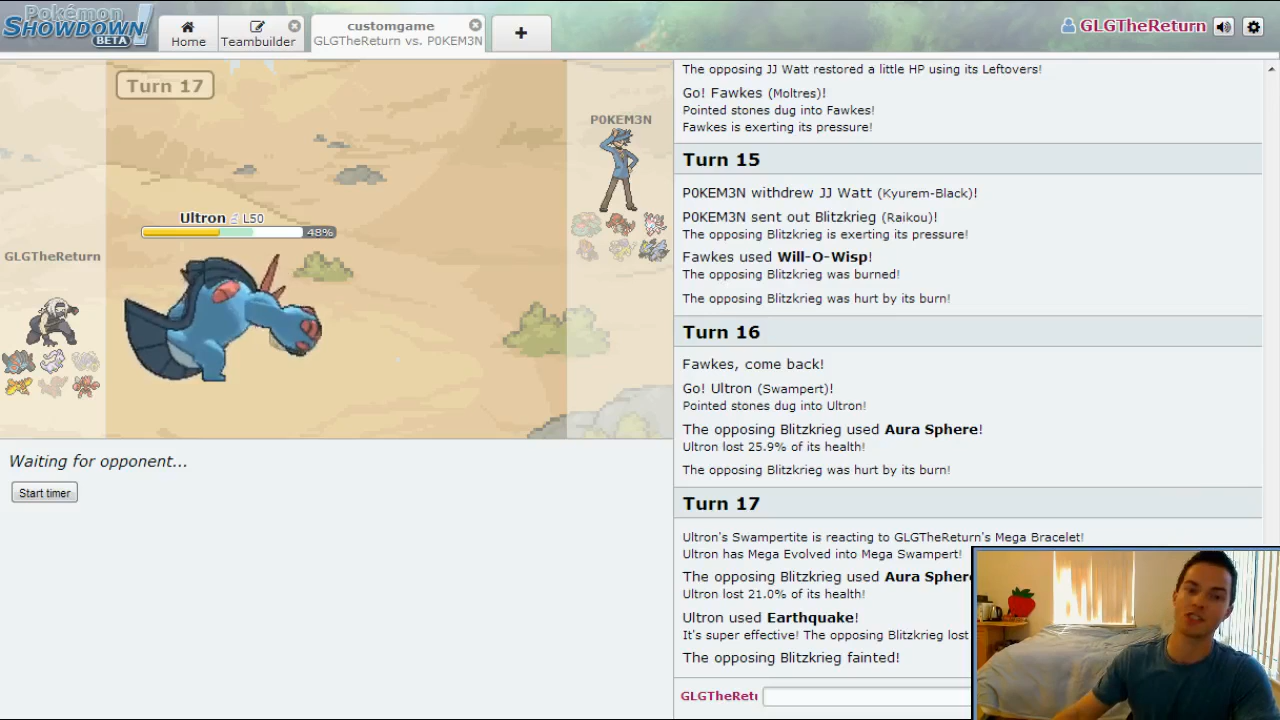 Pokémon
SHOWDOWN!
BETA
Home
Teambuilder
customgame
GLGTheReturn vs. P0KEM3N
+
GLGTheReturn
Turn 17
P0KEM3N
Ultron L50
48%
GLGTheReturn
Waiting for opponent...
Start timer
The opposing JJ Watt restored a little HP using its Leftovers!
Go! Fawkes (Moltres)!
Pointed stones dug into Fawkes!
Fawkes is exerting its pressure!
Turn 15
P0KEM3N withdrew JJ Watt (Kyurem-Black)!
P0KEM3N sent out Blitzkrieg (Raikou)!
The opposing Blitzkrieg is exerting its pressure!
Fawkes used Will-O-Wisp!
The opposing Blitzkrieg was burned!
The opposing Blitzkrieg was hurt by its burn!
Turn 16
Fawkes, come back!
Go! Ultron (Swampert)!
Pointed stones dug into Ultron!
The opposing Blitzkrieg used Aura Sphere!
Ultron lost 25.9% of its health!
The opposing Blitzkrieg was hurt by its burn!
Turn 17
Ultron's Swampertite is reacting to GLGTheReturn's Mega Bracelet!
Ultron has Mega Evolved into Mega Swampert!
The opposing Blitzkrieg used Aura Sphere
Ultron lost 21.0% of its health!
Ultron used Earthquake!
It's super effective! The opposing Blitzkrieg lost
The opposing Blitzkrieg fainted!
GLGTheRetu